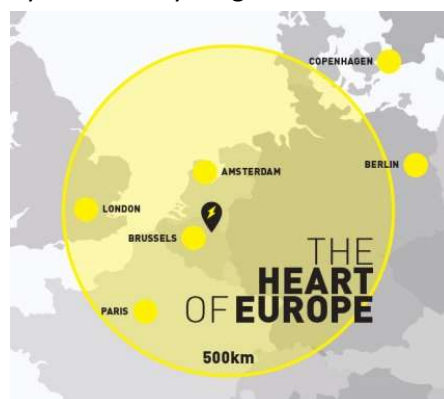 COPENHAGEN
BERLIN
AMSTERDAM
LONDON
BRUSSELS
THE
HEART
OF EUROPE
PARIS
500km